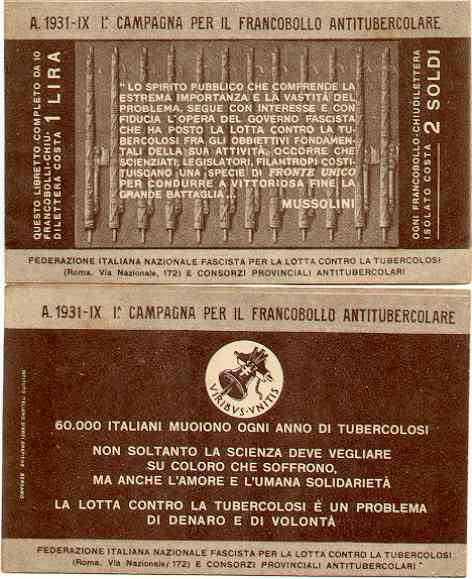 A. 1931-IX Iª CAMPAGNA PER IL FRANCOBOLLO ANTITUBERCOLARE
QUESTO LIBRETTO COMPLETO DA 10
FRANCOBOLLI-CHIU-
DILETTERA COSTA 1 LIRA
" LO SPIRITO PUBBLICO CHE COMPRENDE LA
ESTREMA IMPORTANZA E LA VASTITÀ DEL
PROBLEMA, SEGUE CON INTERESSE E CON
FIDUCIA L'OPERA DEL GOVERNO FASCISTA
CHE HA POSTO LA LOTTA CONTRO LA TU-
BERCOLOSI FRA GLI OBBIETTIVI FONDAMEN-
TALI DELLA SUA ATTIVITÀ. OCCORRE CHE
SCIENZIATI, LEGISLATORI, FILANTROPI COSTI-
TUISCANO UNA SPECIE DI FRONTE UNICO
PER CONDURRE A VITTORIOSA FINE LA
GRANDE BATTAGLIA...
MUSSOLINI
OGNI FRANCOBOLLO-CHIUDILETTERA
ISOLATO COSTA 2 SOLDI
FEDERAZIONE ITALIANA NAZIONALE FASCISTA PER LA LOTTA CONTRO LA TUBERCOLOSI
(Roma, Via Nazionale, 172) E CONSORZI PROVINCIALI ANTITUBERCOLARI
A. 1931-IX Iª CAMPAGNA PER IL FRANCOBOLLO ANTITUBERCOLARE
VIRIBVS·VNITIS
60.000 ITALIANI MUOIONO OGNI ANNO DI TUBERCOLOSI
NON SOLTANTO LA SCIENZA DEVE VEGLIARE
SU COLORO CHE SOFFRONO,
MA ANCHE L'AMORE E L'UMANA SOLIDARIETÀ
LA LOTTA CONTRO LA TUBERCOLOSI È UN PROBLEMA
DI DENARO E DI VOLONTÀ
FEDERAZIONE ITALIANA NAZIONALE FASCISTA PER LA LOTTA CONTRO LA TUBERCOLOSI
(Roma, Via Nazionale, 172) E CONSORZI PROVINCIALI ANTITUBERCOLARI